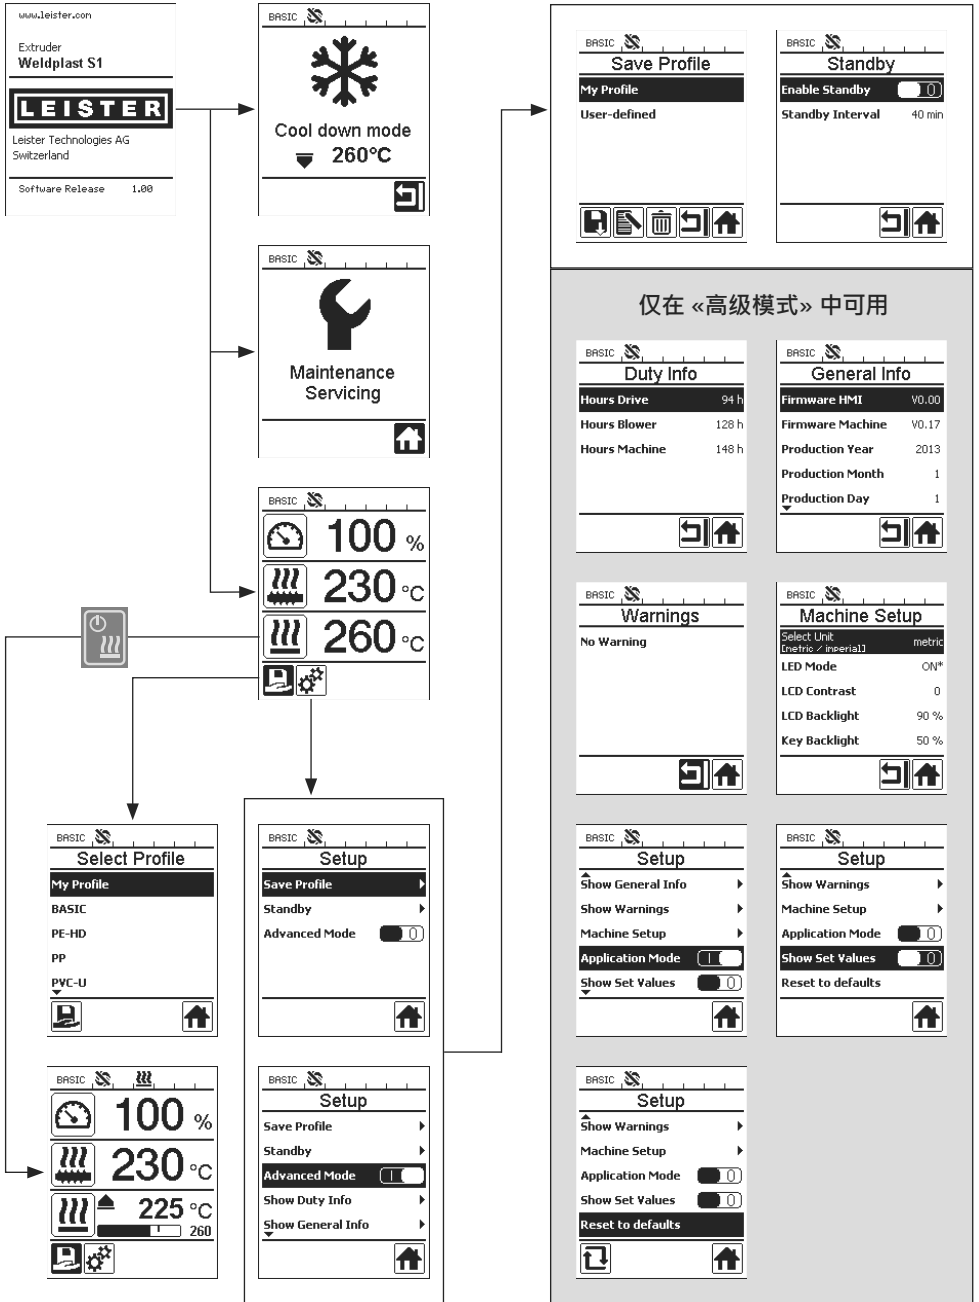 www.leister.com
Extruder
Weldplast S1
LEISTER
Leister Technologies AG
Switzerland
Software Release 1.00
BASIC
Cool down mode
260°C
BASIC
Maintenance
Servicing
BASIC
100 %
230 °C
260 °C
BASIC
Select Profile
My Profile
BASIC
PE-HD
PP
PVC-U
BASIC
100 %
230 °C
225 °C
260
BASIC
Setup
Save Profile
Standby
Advanced Mode 0
BASIC
Setup
Save Profile
Standby
Advanced Mode I
Show Duty Info
Show General Info
BASIC
Save Profile
My Profile
User-defined
BASIC
Standby
Enable Standby 0
Standby Interval 40 min
仅在 «高级模式» 中可用
BASIC
Duty Info
Hours Drive 94 h
Hours Blower 128 h
Hours Machine 148 h
BASIC
General Info
Firmware HMI V0.00
Firmware Machine V0.17
Production Year 2013
Production Month 1
Production Day 1
BASIC
Warnings
No Warning
BASIC
Machine Setup
Select Unit metric
[metric / imperial]
LED Mode ON*
LCD Contrast 0
LCD Backlight 90 %
Key Backlight 50 %
BASIC
Setup
Show General Info
Show Warnings
Machine Setup
Application Mode I
Show Set Values 0
BASIC
Setup
Show Warnings
Machine Setup
Application Mode 0
Show Set Values 0
Reset to defaults
BASIC
Setup
Show Warnings
Machine Setup
Application Mode 0
Show Set Values 0
Reset to defaults